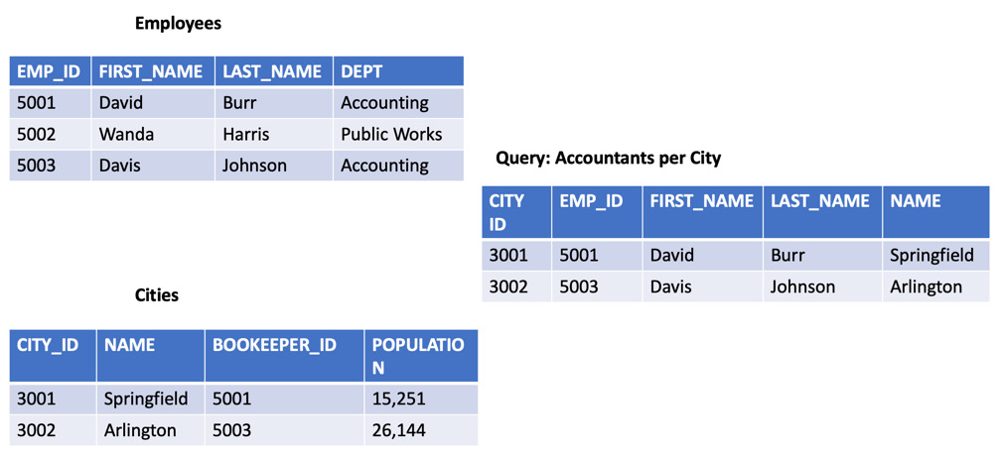 Employees
EMP_ID FIRST_NAME LAST_NAME DEPT
5001 David Burr Accounting
5002 Wanda Harris Public Works
5003 Davis Johnson Accounting
Query: Accountants per City
CITY ID EMP_ID FIRST_NAME LAST_NAME NAME
3001 5001 David Burr Springfield
3002 5003 Davis Johnson Arlington
Cities
CITY_ID NAME BOOKEEPER_ID POPULATIO
N
3001 Springfield 5001 15,251
3002 Arlington 5003 26,144